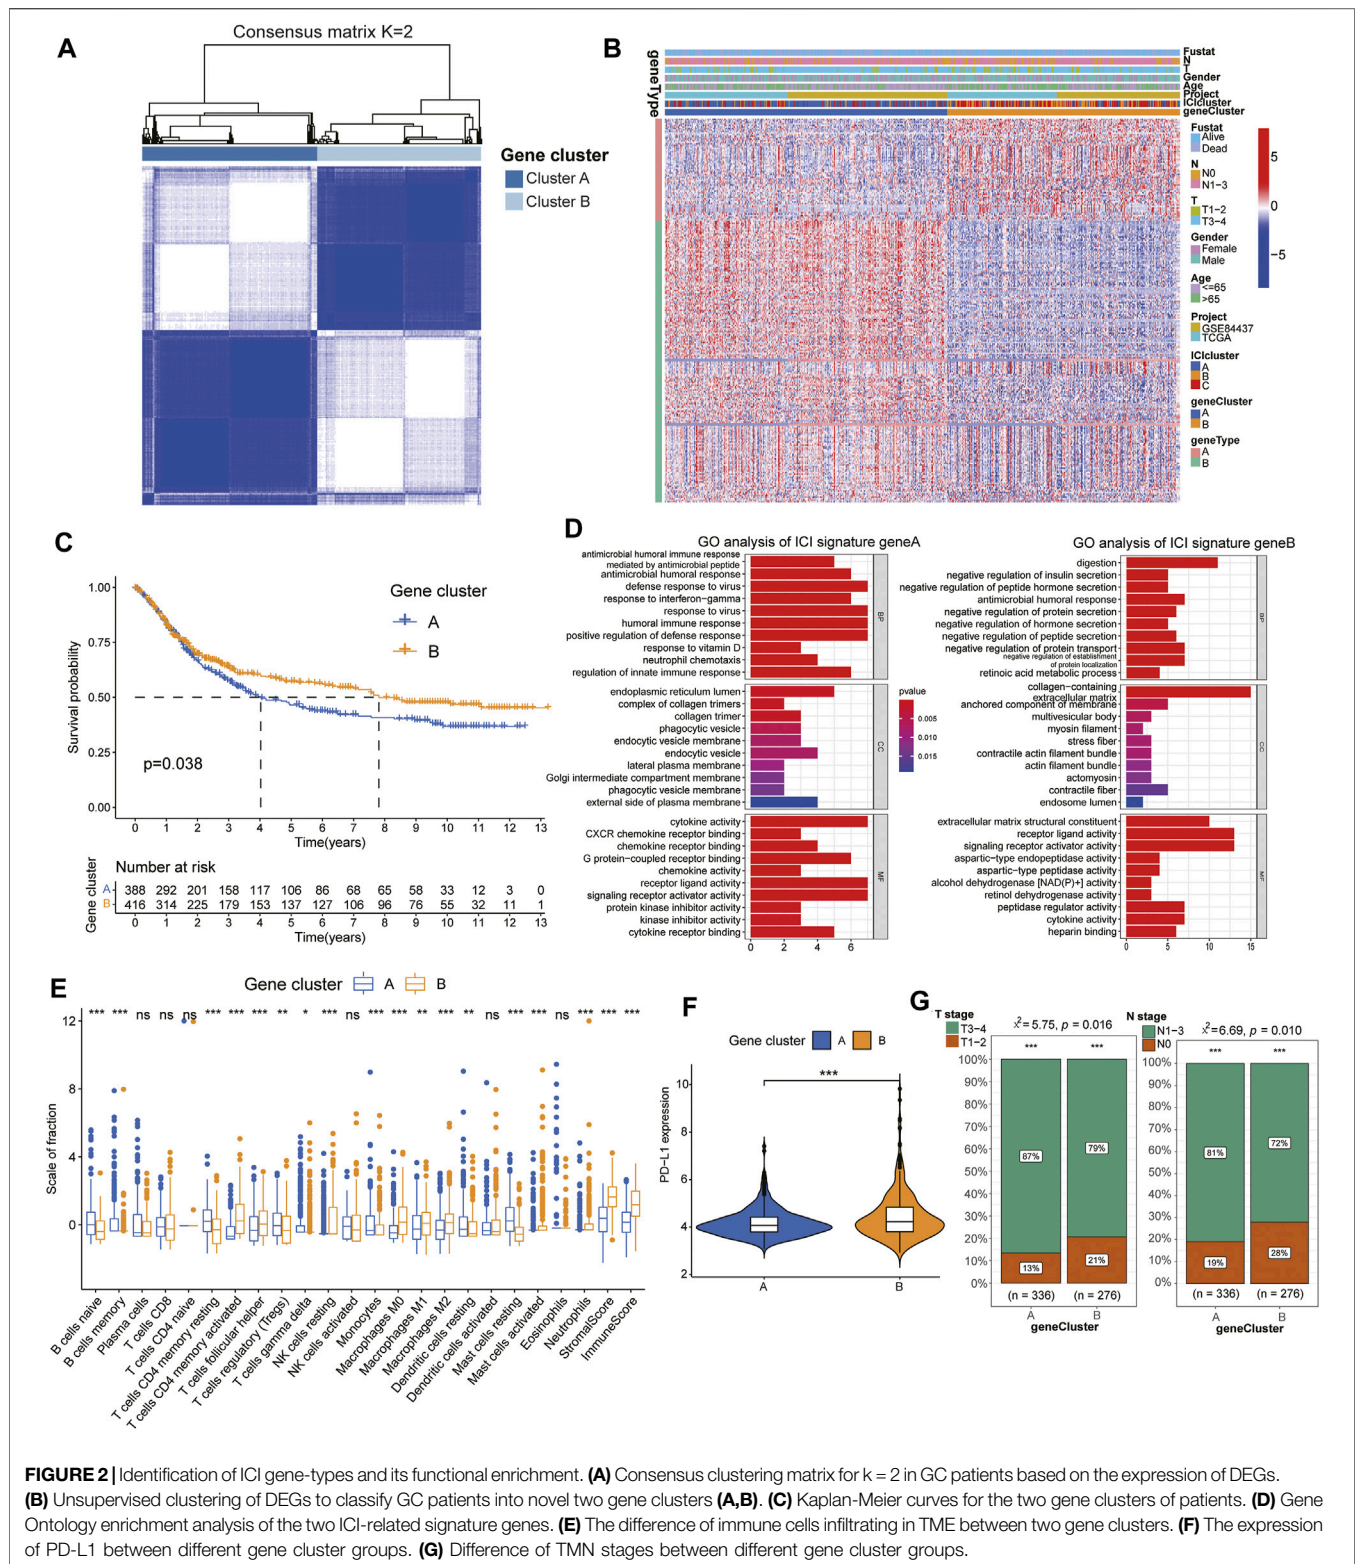 A
Consensus matrix K=2
Gene cluster
Cluster A
Cluster B
B
geneType
Fustat
N
T
Gender
Age
Project
ICIcluster
geneCluster
Fustat
Alive
Dead
N
N0
N1−3
T
T1−2
T3−4
Gender
Female
Male
Age
<=65
>65
Project
GSE84437
TCGA
ICIcluster
A
B
C
geneCluster
A
B
geneType
A
B
5
0
−5
C
Gene cluster
A
B
Survival probability
1.00
0.75
0.50
0.25
0.00
p=0.038
0 1 2 3 4 5 6 7 8 9 10 11 12 13
Time(years)
Number at risk
Gene cluster
A 388 292 201 158 117 106 86 68 65 58 33 12 3 0
B 416 314 225 179 153 137 127 106 96 76 55 32 11 1
0 1 2 3 4 5 6 7 8 9 10 11 12 13
Time(years)
D
GO analysis of ICI signature geneA
antimicrobial humoral immune response
mediated by antimicrobial peptide
antimicrobial humoral response
defense response to virus
response to interferon−gamma
response to virus
humoral immune response
positive regulation of defense response
response to vitamin D
neutrophil chemotaxis
regulation of innate immune response
BP
endoplasmic reticulum lumen
complex of collagen trimers
collagen trimer
phagocytic vesicle
endocytic vesicle membrane
endocytic vesicle
lateral plasma membrane
Golgi intermediate compartment membrane
phagocytic vesicle membrane
external side of plasma membrane
CC
cytokine activity
CXCR chemokine receptor binding
chemokine receptor binding
G protein−coupled receptor binding
chemokine activity
receptor ligand activity
signaling receptor activator activity
protein kinase inhibitor activity
kinase inhibitor activity
cytokine receptor binding
MF
0 2 4 6
pvalue
0.005
0.010
0.015
GO analysis of ICI signature geneB
digestion
negative regulation of insulin secretion
negative regulation of peptide hormone secretion
antimicrobial humoral response
negative regulation of protein secretion
negative regulation of hormone secretion
negative regulation of peptide secretion
negative regulation of protein transport
negative regulation of establishment
of protein localization
retinoic acid metabolic process
BP
collagen−containing
extracellular matrix
anchored component of membrane
multivesicular body
myosin filament
stress fiber
contractile actin filament bundle
actin filament bundle
actomyosin
contractile fiber
endosome lumen
CC
extracellular matrix structural constituent
receptor ligand activity
signaling receptor activator activity
aspartic−type endopeptidase activity
aspartic−type peptidase activity
alcohol dehydrogenase [NAD(P)+] activity
retinol dehydrogenase activity
peptidase regulator activity
cytokine activity
heparin binding
MF
0 5 10 15
E
Gene cluster A B
*** *** ns ns ns *** *** *** ** * *** ns *** *** ** *** ** ns *** *** ns *** *** ***
Scale of fraction
12
8
4
0
B cells naive
B cells memory
Plasma cells
T cells CD8
T cells CD4 naive
T cells CD4 memory resting
T cells CD4 memory activated
T cells follicular helper
T cells regulatory (Tregs)
T cells gamma delta
NK cells resting
NK cells activated
Monocytes
Macrophages M0
Macrophages M1
Macrophages M2
Dendritic cells resting
Dendritic cells activated
Mast cells resting
Mast cells activated
Eosinophils
Neutrophils
StromalScore
ImmuneScore
F
Gene cluster A B
***
PD−L1 expression
10
8
6
4
2
A B
G
T stage
T3−4
T1−2
x²=5.75, p = 0.016
*** ***
100%
90%
80%
70%
60%
50%
40%
30%
20%
10%
0%
87% 79%
13% 21%
(n = 336) (n = 276)
A B
geneCluster
N stage
N1−3
N0
x²=6.69, p = 0.010
*** ***
100%
90%
80%
70%
60%
50%
40%
30%
20%
10%
0%
81% 72%
19% 28%
(n = 336) (n = 276)
A B
geneCluster
FIGURE 2 | Identification of ICI gene-types and its functional enrichment. (A) Consensus clustering matrix for k = 2 in GC patients based on the expression of DEGs.
(B) Unsupervised clustering of DEGs to classify GC patients into novel two gene clusters (A,B). (C) Kaplan-Meier curves for the two gene clusters of patients. (D) Gene
Ontology enrichment analysis of the two ICI-related signature genes. (E) The difference of immune cells infiltrating in TME between two gene clusters. (F) The expression
of PD-L1 between different gene cluster groups. (G) Difference of TMN stages between different gene cluster groups.